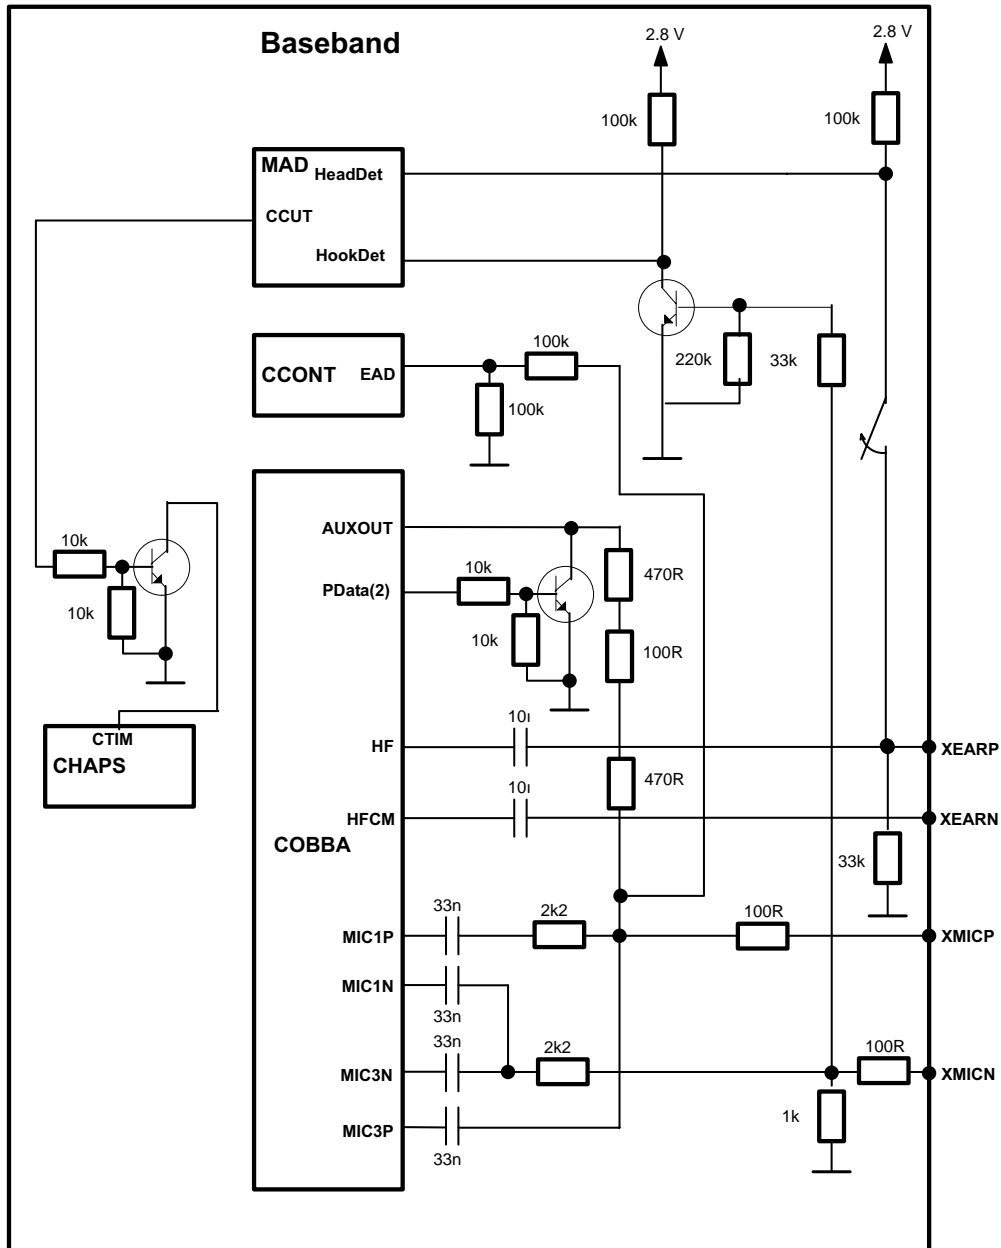 Baseband
2.8 V
2.8 V
100k
100k
MAD
HeadDet
CCUT
HookDet
CCONT
EAD
100k
100k
220k
33k
AUXOUT
PData(2)
10k
10k
10k
10k
470R
100R
470R
CTIM
CHAPS
COBBA
HF
HFCM
XEARP
XEARN
33k
33n
2k2
100R
MIC1P
XMICP
MIC1N
33n
33n
2k2
100R
MIC3N
XMICN
MIC3P
33n
1k